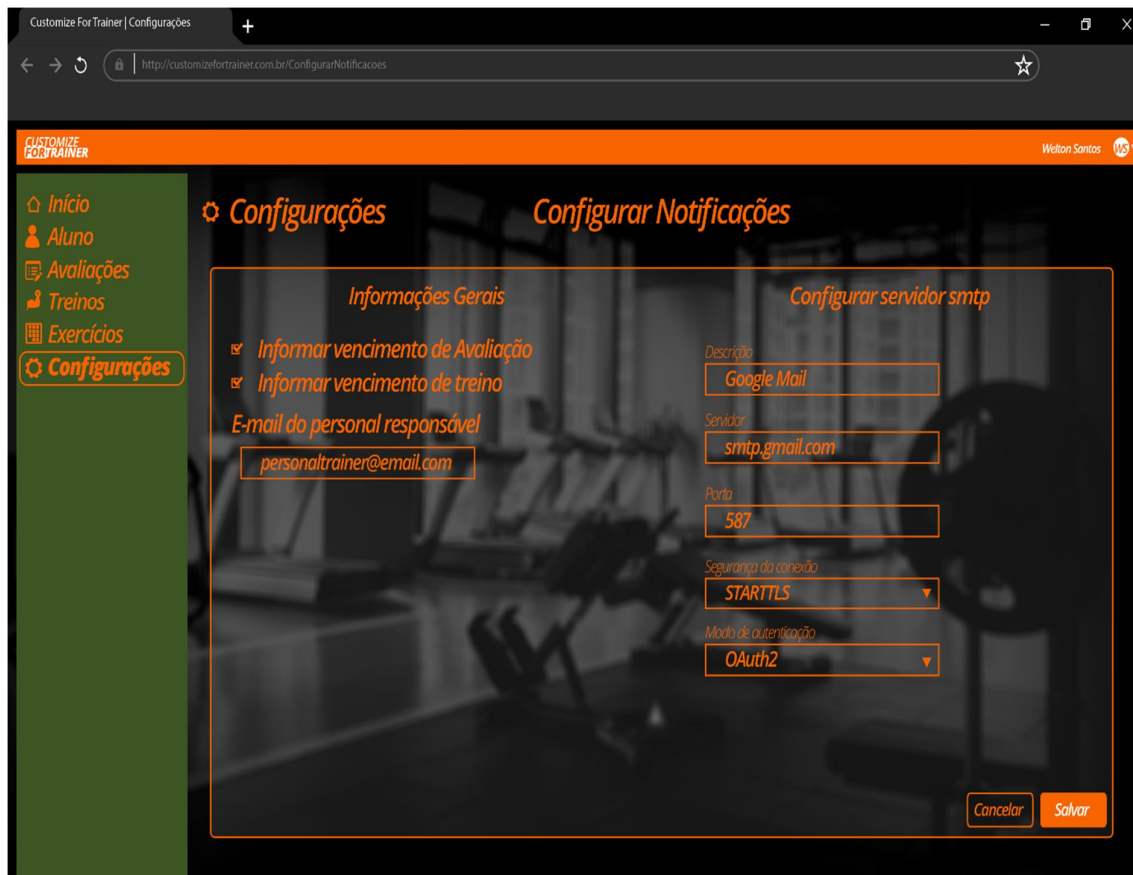 Customize For Trainer | Configurações
http://customizefortrainer.com.br/ConfigurarNotificacoes
CUSTOMIZE
FORTRAINER
Welton Santos
WS
Início
Aluno
Avaliações
Treinos
Exercícios
Configurações
Configurações
Configurar Notificações
Informações Gerais
Informar vencimento de Avaliação
Informar vencimento de treino
E-mail do personal responsável
personaltrainer@email.com
Configurar servidor smtp
Descrição
Google Mail
Servidor
smtp.gmail.com
Porta
587
Segurança da conexão
STARTTLS
Modo de autenticação
OAuth2
Cancelar
Salvar